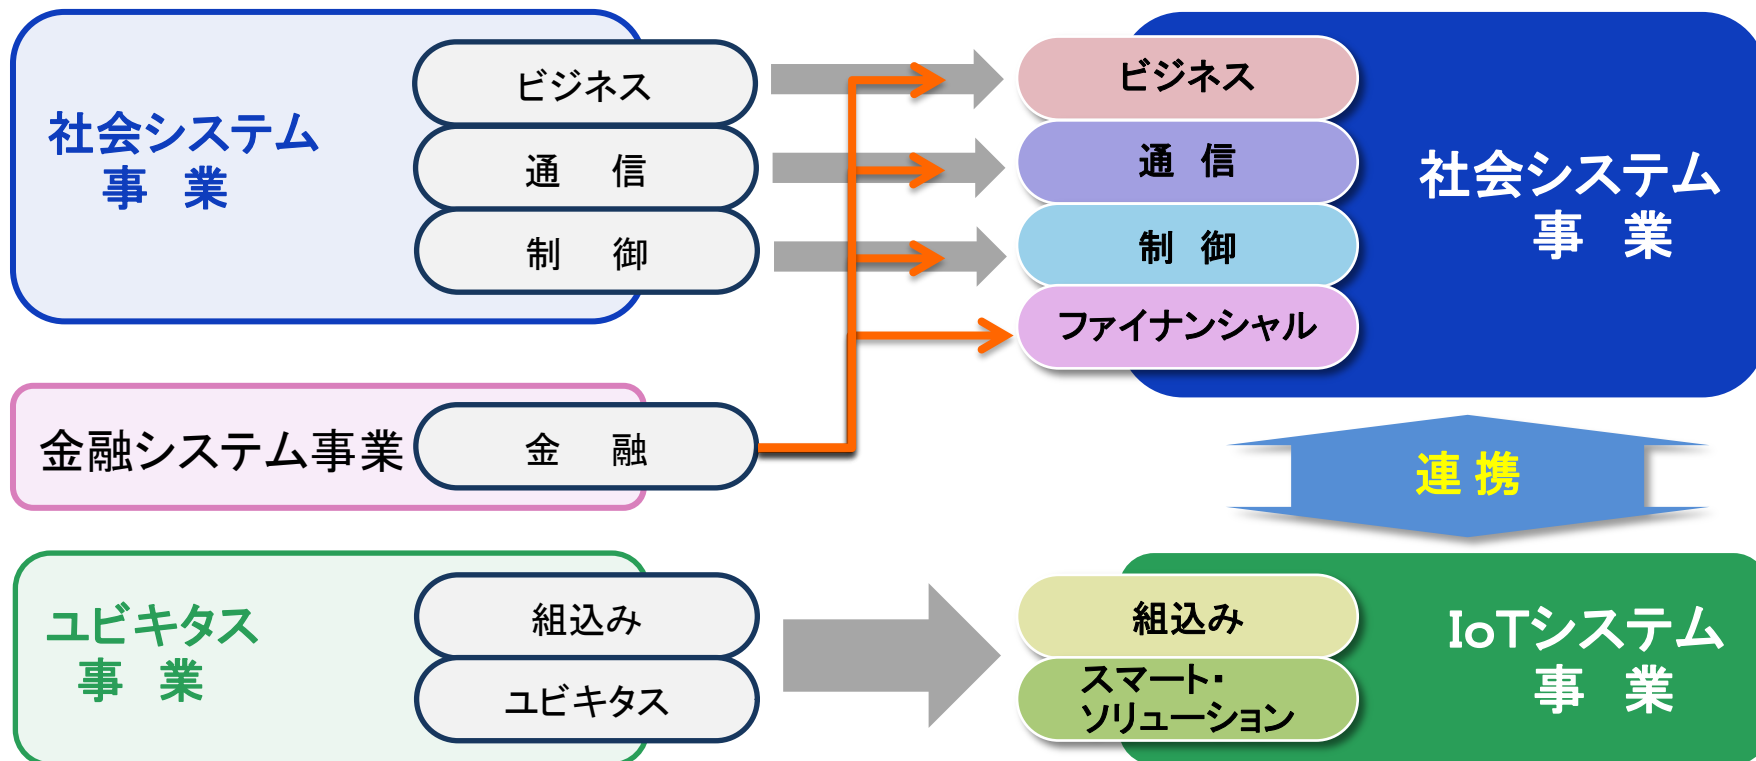 社会システム
事　業
ビジネス
通　信
制　御
金融システム事業
金　融
ユビキタス
事　業
組込み
ユビキタス
ビジネス
通　信
制　御
ファイナンシャル
社会システム
事　業
連 携
組込み
スマート・
ソリューション
IoTシステム
事　業